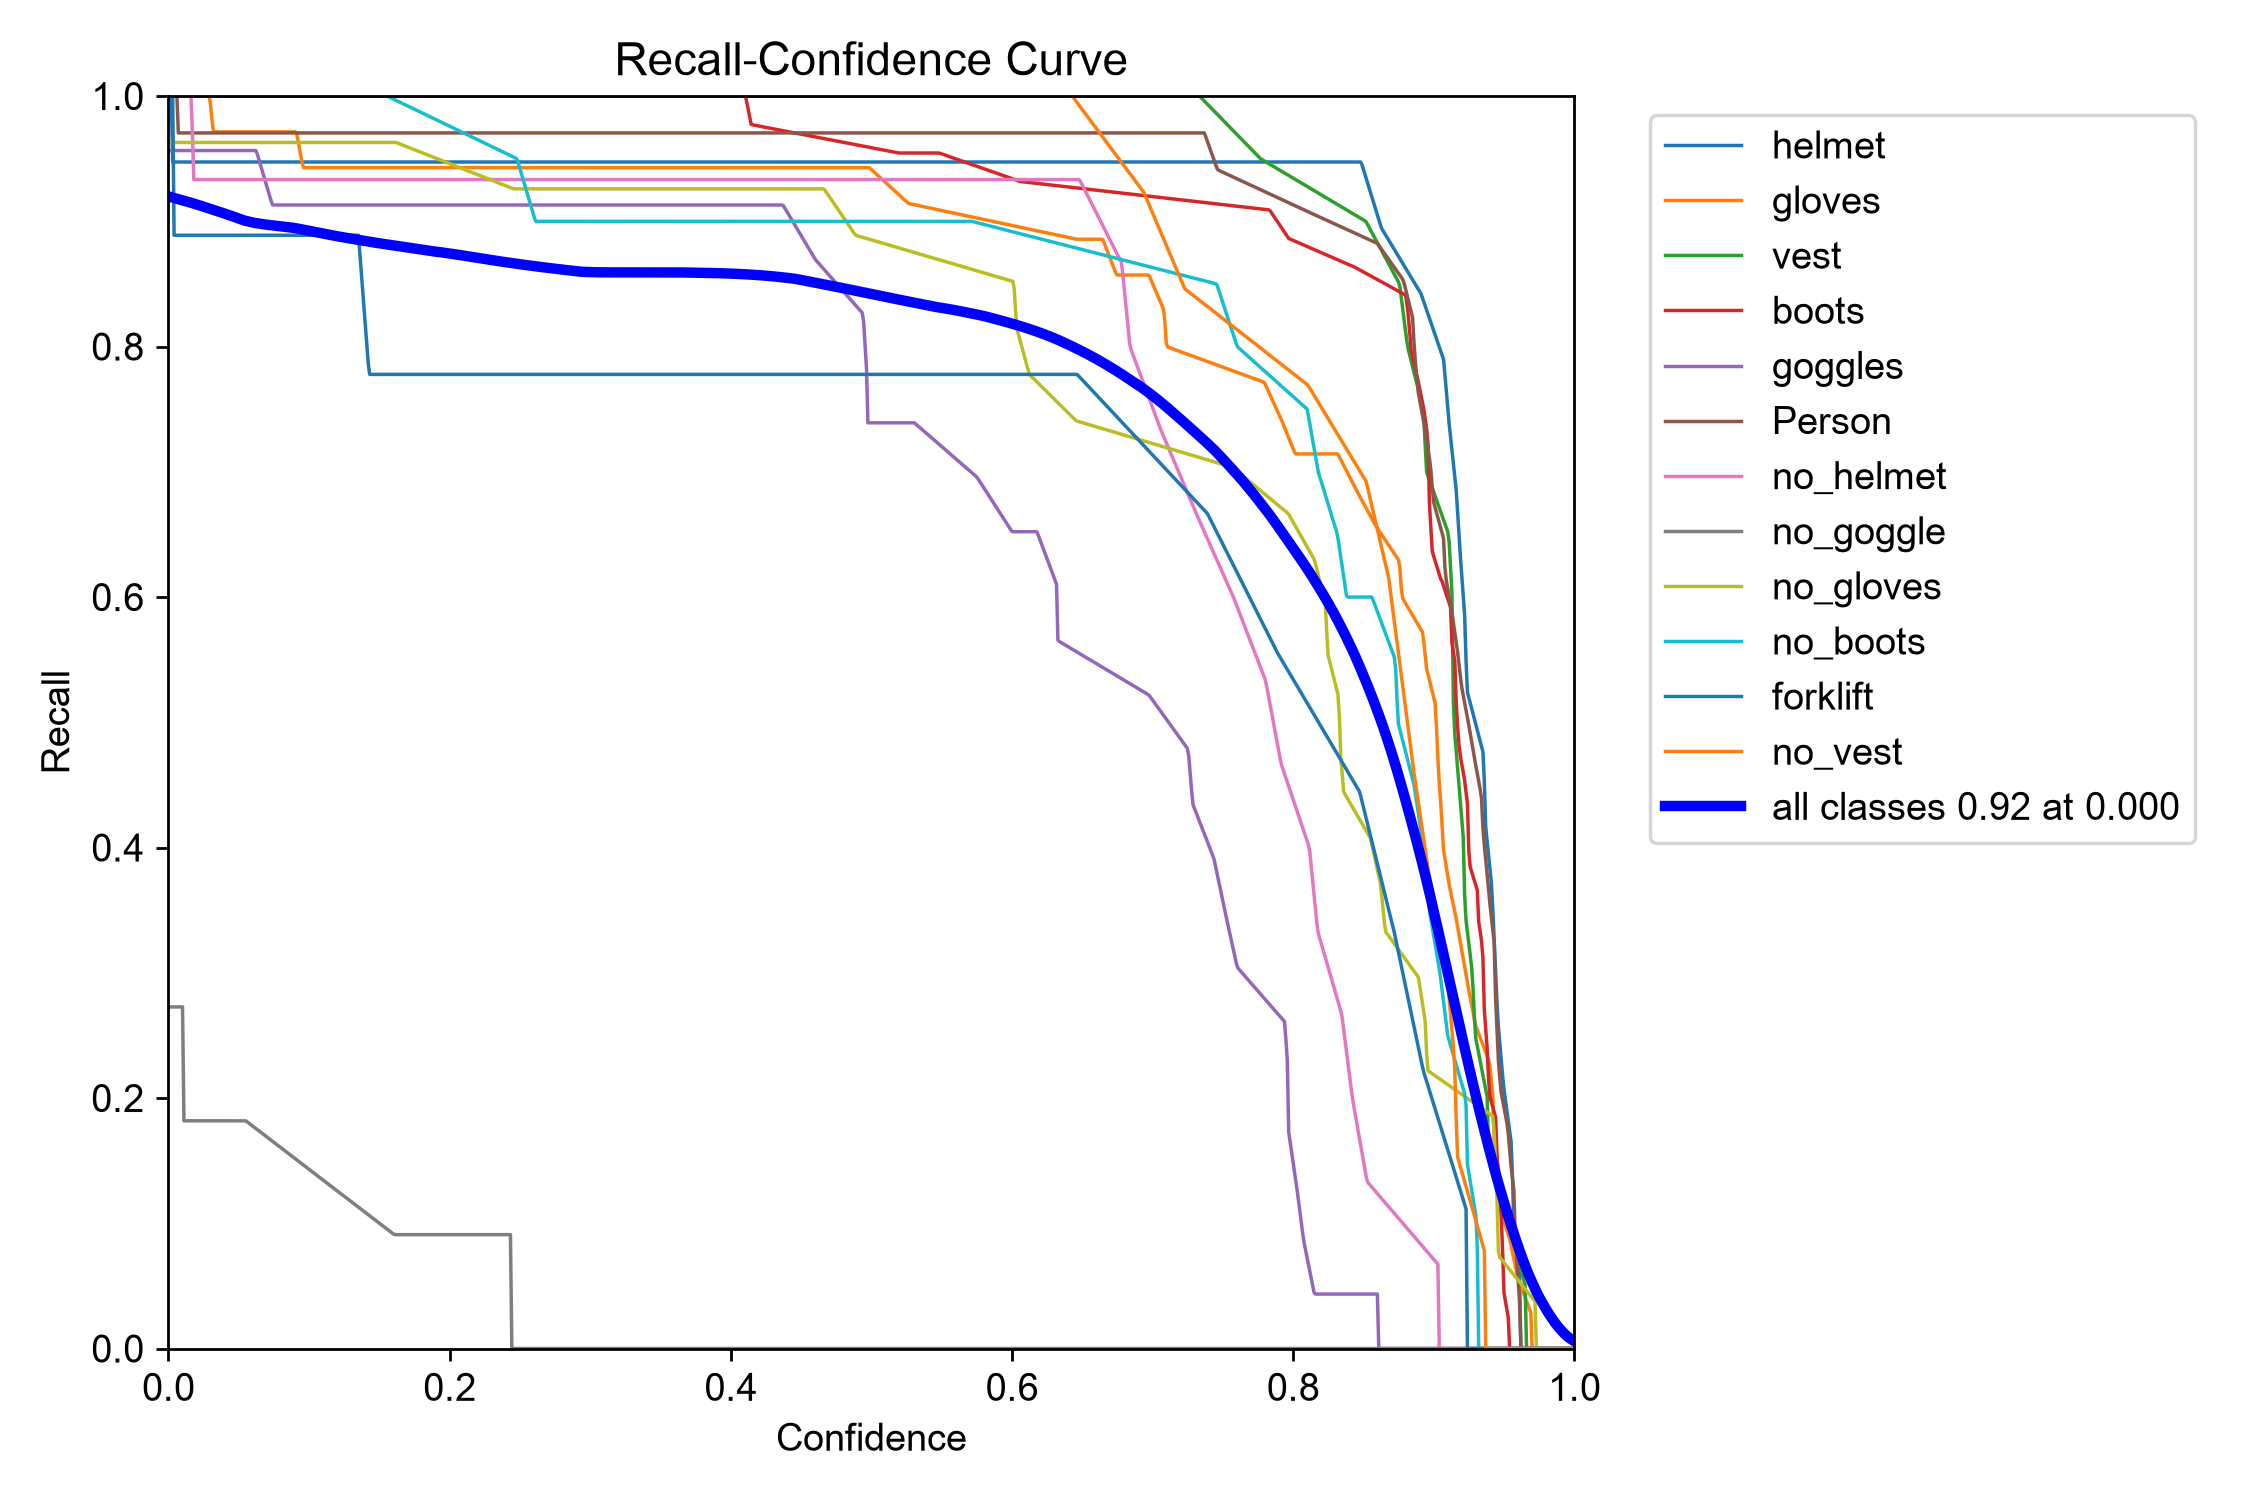 Recall-Confidence Curve
1.0
0.8
0.6
0.4
0.2
0.0
Recall
0.0 0.2 0.4 0.6 0.8 1.0
Confidence
helmet
gloves
vest
boots
goggles
Person
no_helmet
no_goggle
no_gloves
no_boots
forklift
no_vest
all classes 0.92 at 0.000